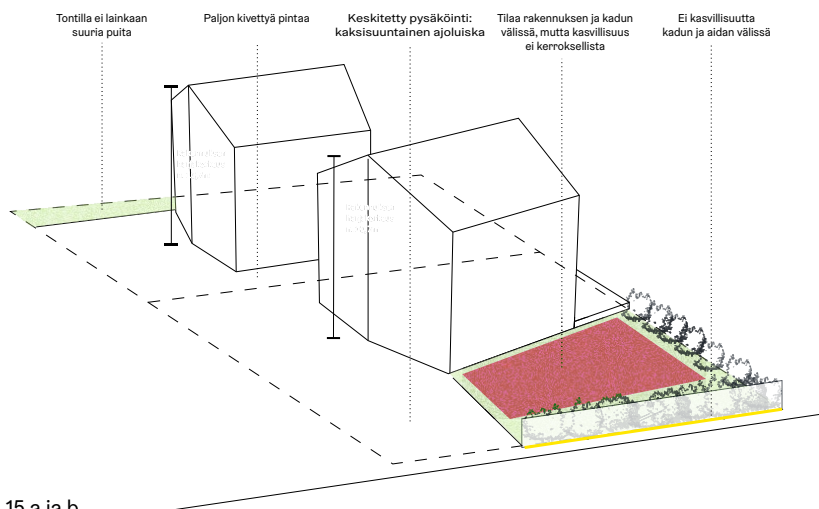 Tontilla ei lainkaan
suuria puita
Paljon kivettyä pintaa
Keskitetty pysäköinti:
kaksisuuntainen ajoluiska
Tilaa rakennuksen ja kadun
välissä, mutta kasvillisuus
ei kerroksellista
Ei kasvillisuutta
kadun ja aidan välissä
15 a ja b